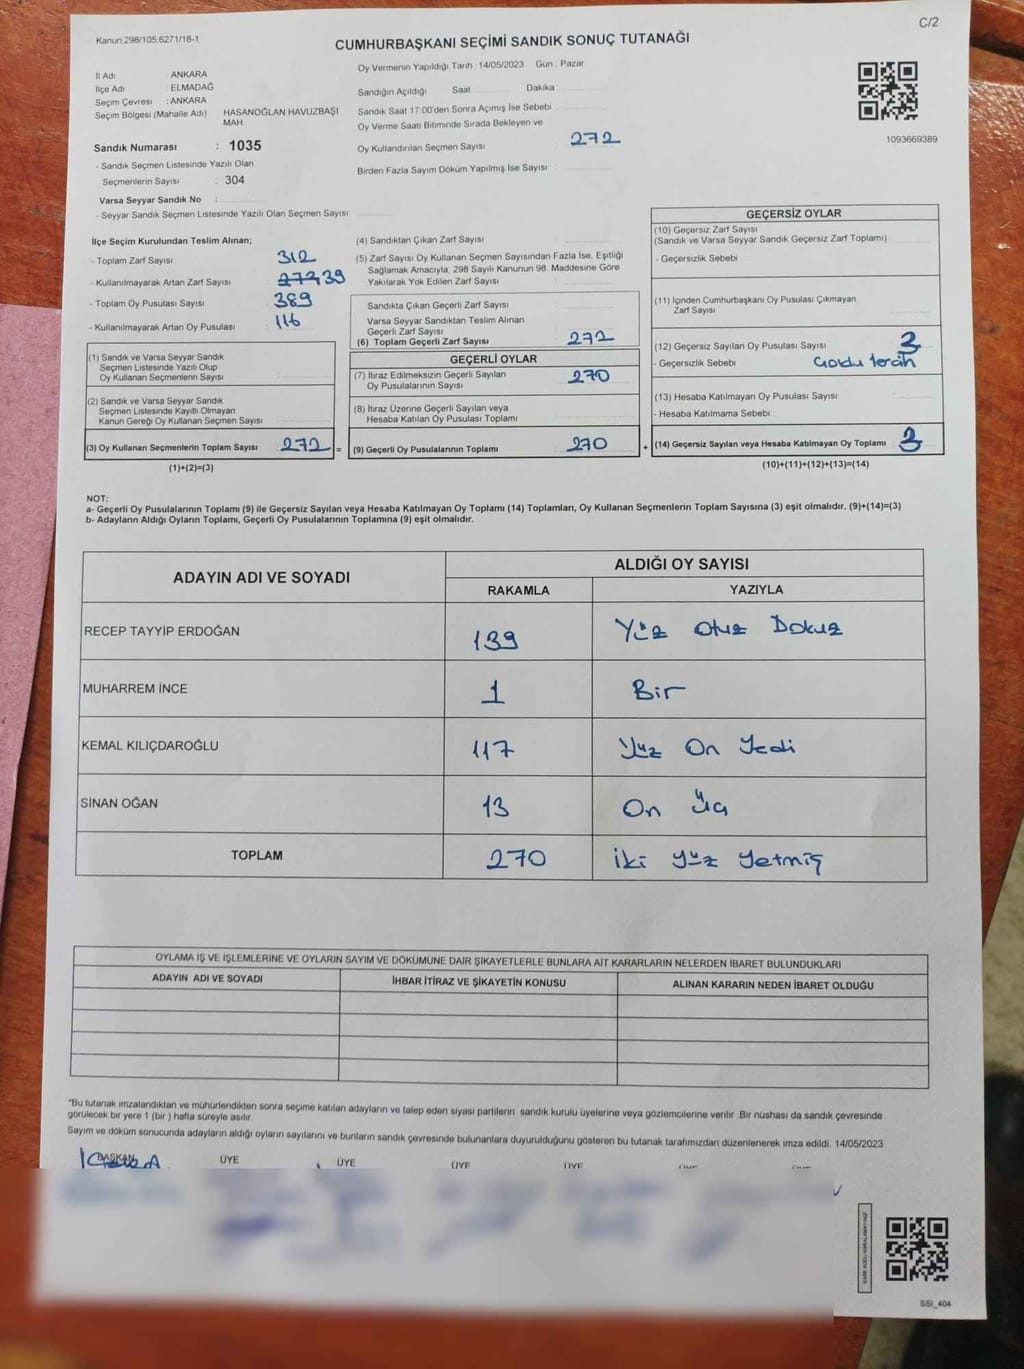 C/2
Kanun 298/105 6271/18-1
CUMHURBAŞKANI SEÇİMİ SANDIK SONUÇ TUTANAĞI
İl Adı ANKARA
İlçe Adı ELMADAĞ
Seçim Çevresi :ANKARA
Seçim Bölgesi (Mahalle Adı) HASANOĞLAN HAVUZBAŞI MAH.
Sandık Numarası : 1035
- Sandık Seçmen Listesinde Yazılı Olan
Seçmenlerin Sayısı : 304
Varsa Seyyar Sandık No :
- Seyyar Sandık Seçmen Listesinde Yazılı Olan Seçmen Sayısı
Oy Vermenin Yapıldığı Tarih :14/05/2023 Gün : Pazar
Sandığın Açıldığı Saat Dakika
Sandık Saat 17:00'den Sonra Açımış İse Sebebi
Oy Verme Saati Bitiminde Sırada Bekleyen ve
Oy Kullandırılan Seçmen Sayısı 272
Birden Fazla Sayım Döküm Yapılmış İse Sayısı
1093669389
İlçe Seçim Kurulundan Teslim Alınan;
- Toplam Zarf Sayısı 312
- Kullanılmayarak Artan Zarf Sayısı 39
- Toplam Oy Pusulası Sayısı 389
- Kullanılmayarak Artan Oy Pusulası 116
(1) Sandık ve Varsa Seyyar Sandık
Seçmen Listesinde Yazılı Olup
Oy Kullanan Seçmenlerin Sayısı
(2) Sandık ve Varsa Seyyar Sandık
Seçmen Listesinde Kayıtlı Olmayan
Kanun Gereği Oy Kullanan Seçmen Sayısı
(3) Oy Kullanan Seçmenlerin Toplam Sayısı 272 =
(1)+(2)=(3)
(4) Sandıktan Çıkan Zarf Sayısı
(5) Zarf Sayısı Oy Kullanan Seçmen Sayısından Fazla İse, Eşitliği
Sağlamak Amacıyla, 298 Sayılı Kanunun 98. Maddesine Göre
Yakılarak Yok Edilen Zarf Sayısı
Sandıkta Çıkan Geçerli Zarf Sayısı
Varsa Seyyar Sandıktan Teslim Alınan
Geçerli Zarf Sayısı
(6) Toplam Geçerli Zarf Sayısı 272
GEÇERLİ OYLAR
(7) İtiraz Edilmeksizin Geçerli Sayılan
Oy Pusulalarının Sayısı 270
(8) İtiraz Üzerine Geçerli Sayılan veya
Hesaba Katılan Oy Pusulası Toplamı
(9) Geçerli Oy Pusulalarının Toplamı 270 +
GEÇERSİZ OYLAR
(10) Geçersiz Zarf Sayısı
(Sandık ve Varsa Seyyar Sandık Geçersiz Zarf Toplamı)
- Geçersizlik Sebebi
(11) İçinden Cumhurbaşkanı Oy Pusulası Çıkmayan
Zarf Sayısı
(12) Geçersiz Sayılan Oy Pusulası Sayısı
- Geçersizlik Sebebi
(13) Hesaba Katılmayan Oy Pusulası Sayısı
- Hesaba Katılmama Sebebi
(14) Geçersiz Sayılan veya Hesaba Katılmayan Oy Toplamı
(10)+(11)+(12)+(13)=(14)
NOT:
a- Geçerli Oy Pusulalarının Toplamı (9) ile Geçersiz Sayılan veya Hesaba Katılmayan Oy Toplamı (14) Toplamları, Oy Kullanan Seçmenlerin Toplam Sayısına (3) eşit olmalıdır. (9)+(14)=(3)
b- Adayların Aldığı Oyların Toplamı, Geçerli Oy Pusulalarının Toplamına (9) eşit olmalıdır.
ADAYIN ADI VE SOYADI ALDIĞI OY SAYISI
RAKAMLA YAZIYLA
RECEP TAYYİP ERDOĞAN 139 Yüz Otuz Dokuz
MUHARREM İNCE 1 Bir
KEMAL KILIÇDAROĞLU 117 Yüz On Yedi
SİNAN OĞAN 13 On Üç
TOPLAM 270 iki yüz yetmiş
OYLAMA İŞ VE İŞLEMLERİNE VE OYLARIN SAYIM VE DÖKÜMÜNE DAİR ŞİKAYETLERLE BUNLARA AİT KARARLARIN NELERDEN İBARET BULUNDUKLARI
ADAYIN ADI VE SOYADI İHBAR İTİRAZ VE ŞİKAYETİN KONUSU ALINAN KARARIN NEDEN İBARET OLDUĞU
*Bu tutanak imzalandıktan ve mühürlendikten sonra seçime katılan adayların ve talep eden siyasi partilerin sandık kurulu üyelerine veya gözlemcilerine verilir. Bir nüshası da sandık çevresinde
görülecek bir yere 1 (bir ) hafta süreyle asılır.
Sayım ve döküm sonucunda adayların aldığı oyların sayılarını ve bunların sandık çevresinde bulunanlara duyurulduğunu gösteren bu tutanak tarafımızdan düzenlenerek imza edildi. 14/05/2023
BAŞKAN ÜYE ÜYE ÜYE ÜYE
SSI_404